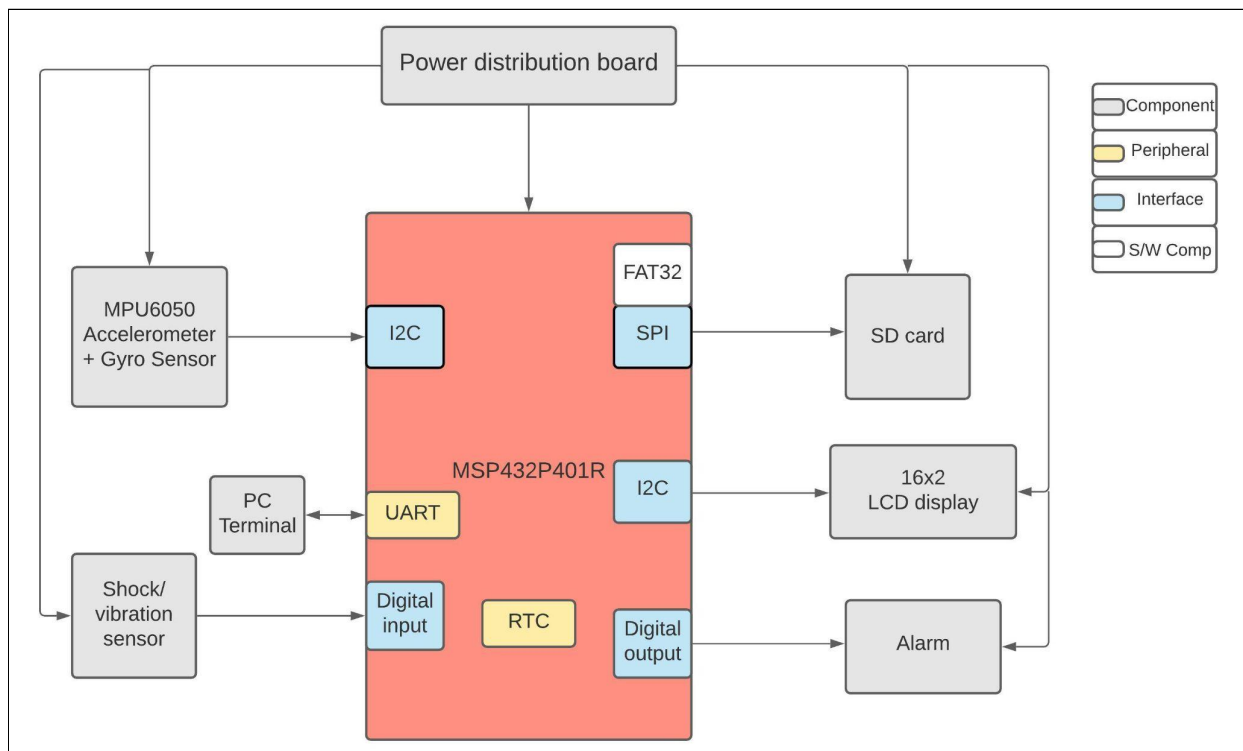 Power distribution board
Component
Peripheral
Interface
S/W Comp
MPU6050
Accelerometer
+ Gyro Sensor
I2C
FAT32
SPI
SD card
MSP432P401R
PC
Terminal
UART
I2C
16x2
LCD display
Shock/
vibration
sensor
Digital
input
RTC
Digital
output
Alarm